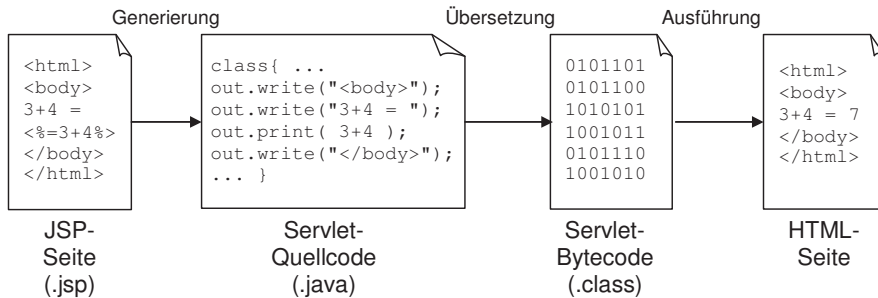 Generierung
Übersetzung
Ausführung
<html>
<body>
3+4 =
<%=3+4%>
</body>
</html>
class{ ...
out.write("<body>");
out.write("3+4 = ");
out.print( 3+4 );
out.write("</body>");
... }
0101101
0101100
1010101
1001011
0101110
1001010
<html>
<body>
3+4 = 7
</body>
</html>
JSP-
Seite
(.jsp)
Servlet-
Quellcode
(.java)
Servlet-
Bytecode
(.class)
HTML-
Seite